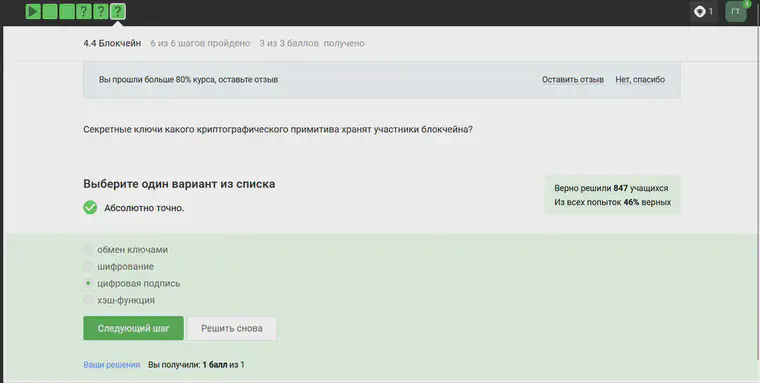 ? ? ?
1
ГТ
1
4.4 Блокчейн 6 из 6 шагов пройдено 3 из 3 баллов получено
Вы прошли больше 80% курса, оставьте отзыв Оставить отзыв Нет, спасибо
Секретные ключи какого криптографического примитива хранят участники блокчейна?
Выберите один вариант из списка
Верно решили 847 учащихся
Из всех попыток 46% верных
Абсолютно точно.
обмен ключами
шифрование
цифровая подпись
хэш-функция
Следующий шаг Решить снова
Ваши решения Вы получили: 1 балл из 1